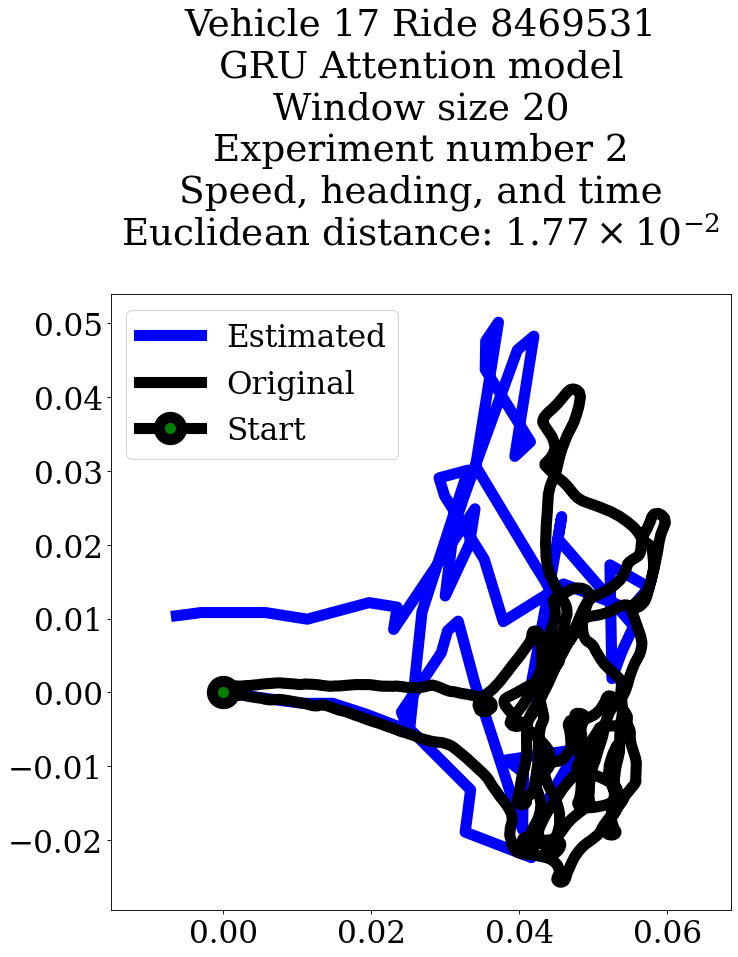 Vehicle 17 Ride 8469531
GRU Attention model
Window size 20
Experiment number 2
Speed, heading, and time
Euclidean distance: 1.77 × 10⁻²
Estimated
Original
Start
0.05
0.04
0.03
0.02
0.01
0.00
−0.01
−0.02
0.00 0.02 0.04 0.06